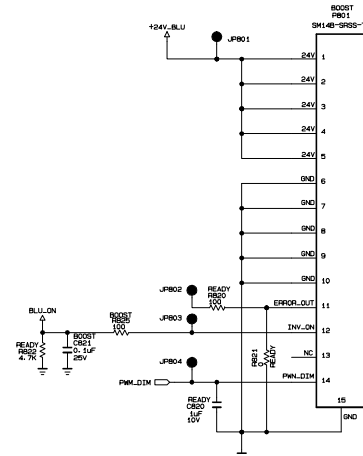 BOOST
P801
SM14B-SRSS-
+24V_BLU
JP801
24V 1
24V 2
24V 3
24V 4
24V 5
GND 6
GND 7
GND 8
GND 9
GND 10
JP802
READY
R820
100
ERROR_OUT 11
JP803
BLU_ON
BOOST
R825
100
INV_ON 12
READY
R822
4.7K
BOOST
C821
0.1uF
25V
NC 13
R821
0
READY
JP804
PWM_DIM
PWN_DIM 14
READY
C820
1uF
10V
15
GND